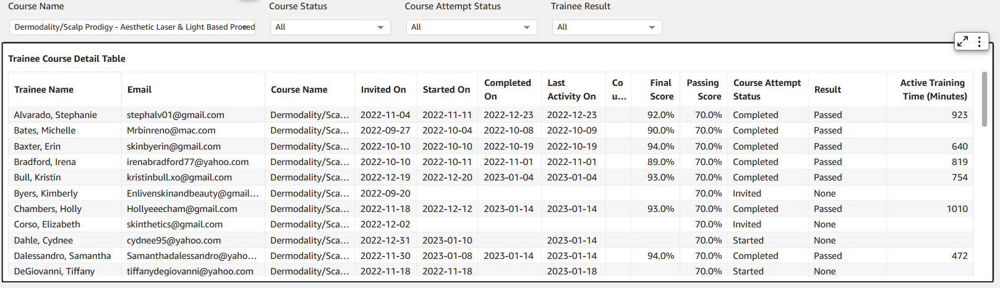 Course Name Course Status Course Attempt Status Trainee Result
Dermodality/Scalp Prodigy - Aesthetic Laser & Light Based Proced All All All
Trainee Course Detail Table
Trainee Name Email Course Name Invited On Started On Completed On Last Activity On Co u... Final Score Passing Score Course Attempt Status Result Active Training Time (Minutes)
Alvarado, Stephanie stephalv01@gmail.com Dermodality/Sca... 2022-11-04 2022-11-11 2022-12-23 2022-12-23 92.0% 70.0% Completed Passed 923
Bates, Michelle Mrbinreno@mac.com Dermodality/Sca... 2022-09-27 2022-10-04 2022-10-08 2022-10-09 90.0% 70.0% Completed Passed
Baxter, Erin skinbyerin@gmail.com Dermodality/Sca... 2022-10-10 2022-10-10 2022-10-19 2022-10-19 94.0% 70.0% Completed Passed 640
Bradford, Irena irenabradford77@yahoo.com Dermodality/Sca... 2022-10-10 2022-10-11 2022-11-01 2022-11-01 89.0% 70.0% Completed Passed 819
Bull, Kristin kristinbull.xo@gmail.com Dermodality/Sca... 2022-12-19 2022-12-20 2023-01-04 2023-01-04 93.0% 70.0% Completed Passed 754
Byers, Kimberly Enlivenskinandbeauty@gmail... Dermodality/Sca... 2022-09-20 70.0% Invited None
Chambers, Holly Hollyeeecham@gmail.com Dermodality/Sca... 2022-11-18 2022-12-12 2023-01-14 2023-01-14 93.0% 70.0% Completed Passed 1010
Corso, Elizabeth skinthetics@gmail.com Dermodality/Sca... 2022-12-02 70.0% Invited None
Dahle, Cydnee cydnee95@yahoo.com Dermodality/Sca... 2022-12-31 2023-01-10 2023-01-14 70.0% Started None
Dalessandro, Samantha Samanthadalessandro@yaho... Dermodality/Sca... 2022-11-30 2023-01-08 2023-01-14 2023-01-14 94.0% 70.0% Completed Passed 472
DeGiovanni, Tiffany tiffanydegiovanni@yahoo.com Dermodality/Sca... 2022-11-18 2022-11-18 2023-01-18 70.0% Started None